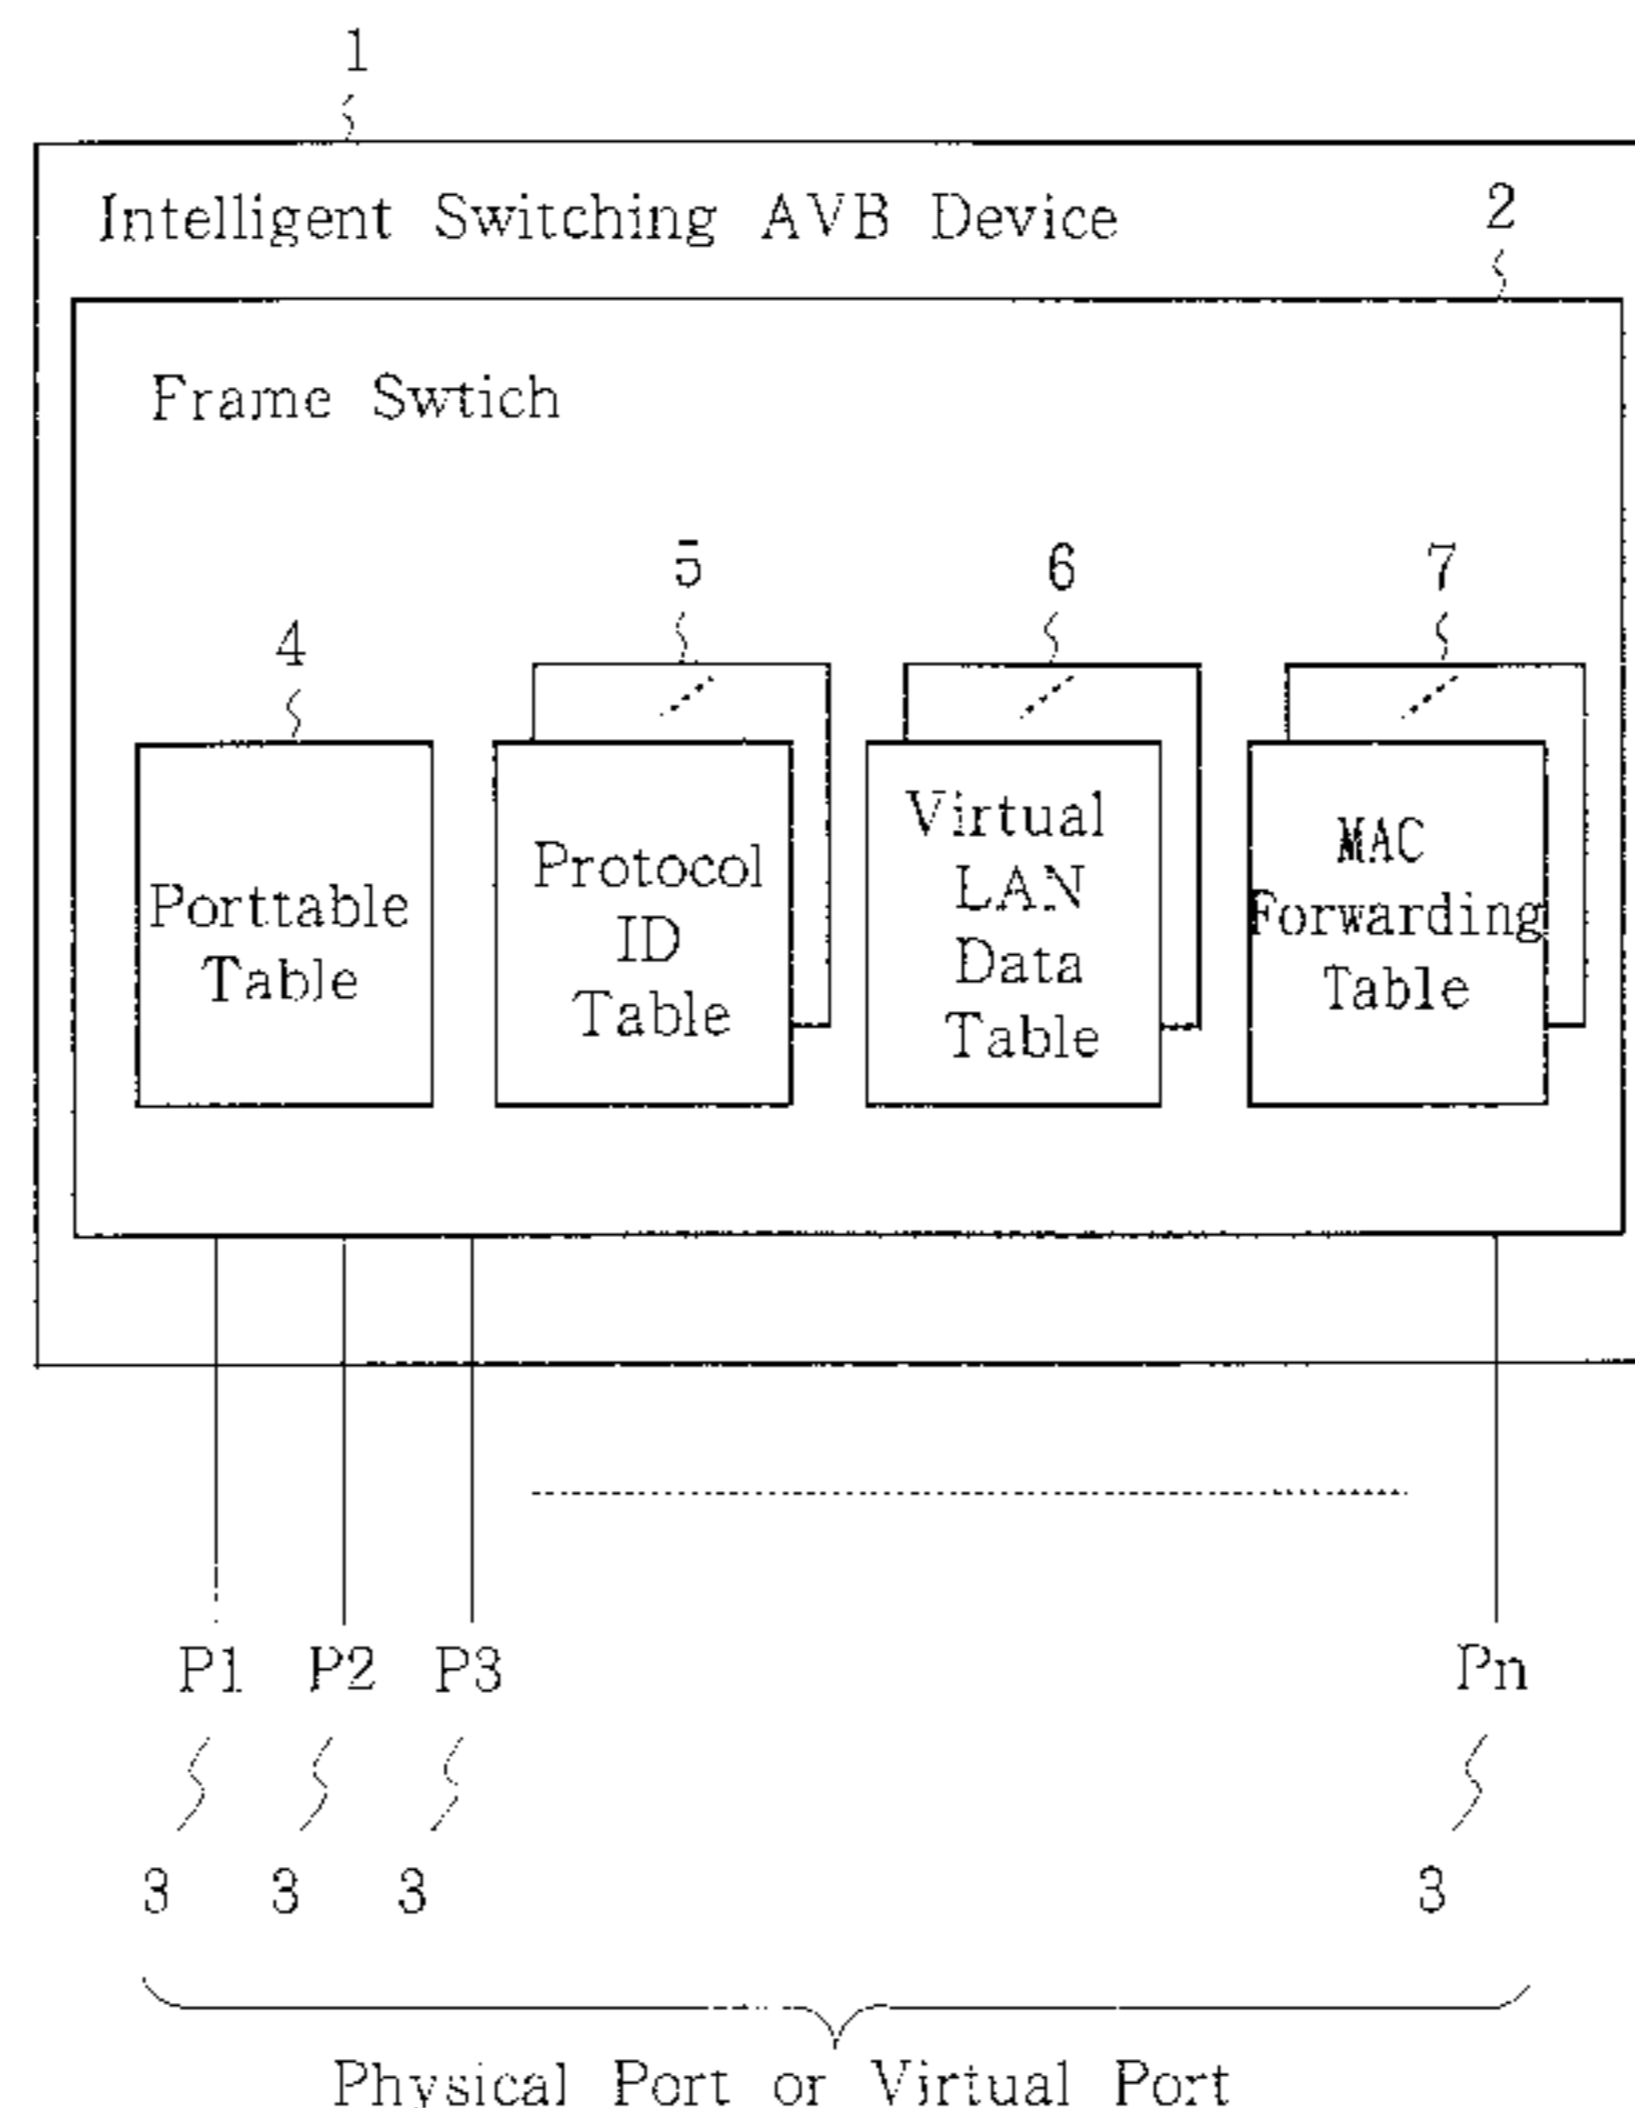 1
Intelligent Switching AVB Device
2
Frame Swtich
4
5
6
7
Porttable
Table
Protocol
ID
Table
Virtual
LAN
Data
Table
MAC
Forwarding
Table
P1 P2 P3 Pn
3 3 3 3
Physical Port or Virtual Port